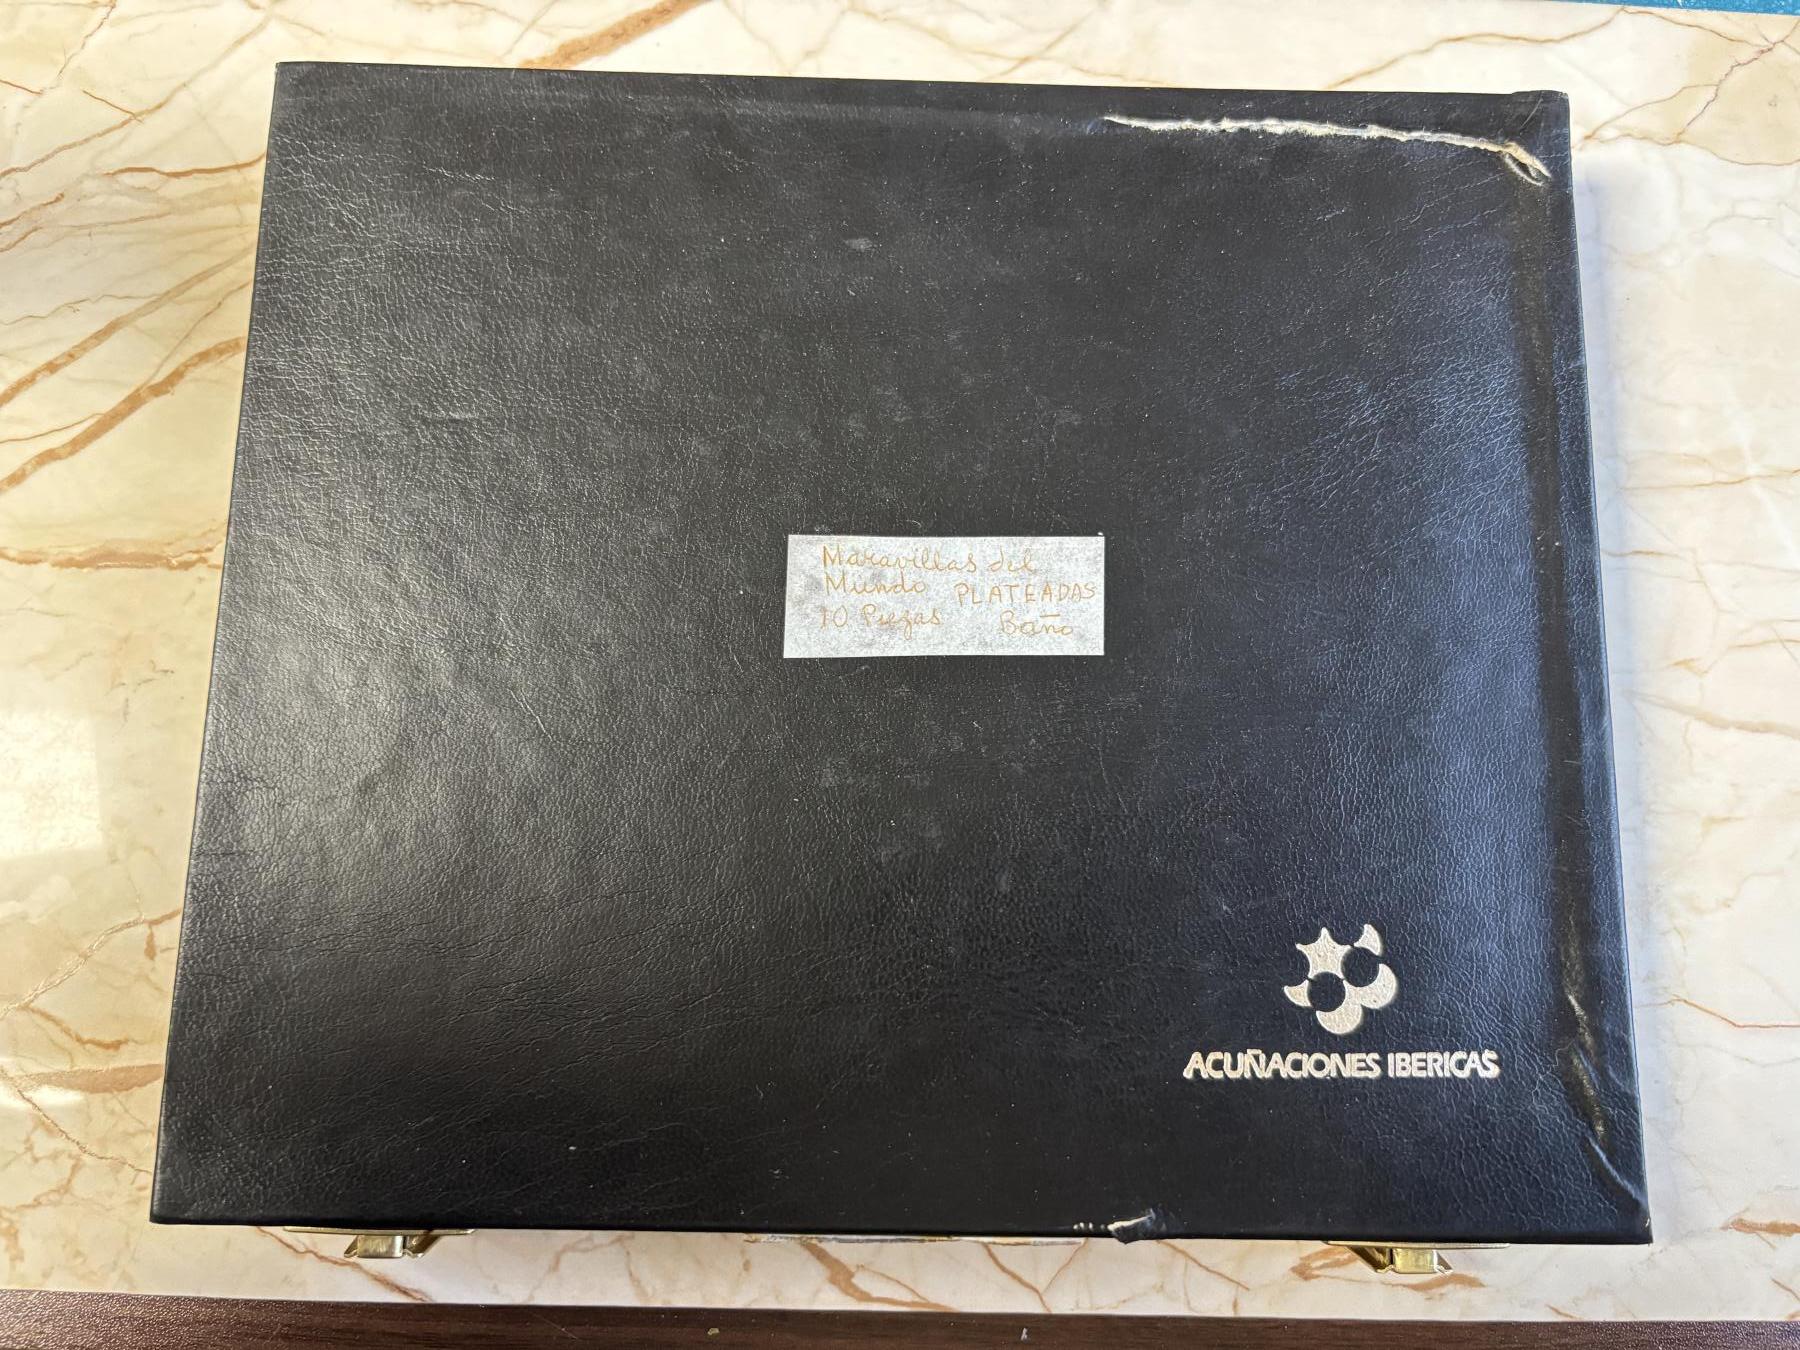 Maravillas del
Mundo PLATEADAS
10 Piezas Baño
ACUÑACIONES IBERICAS